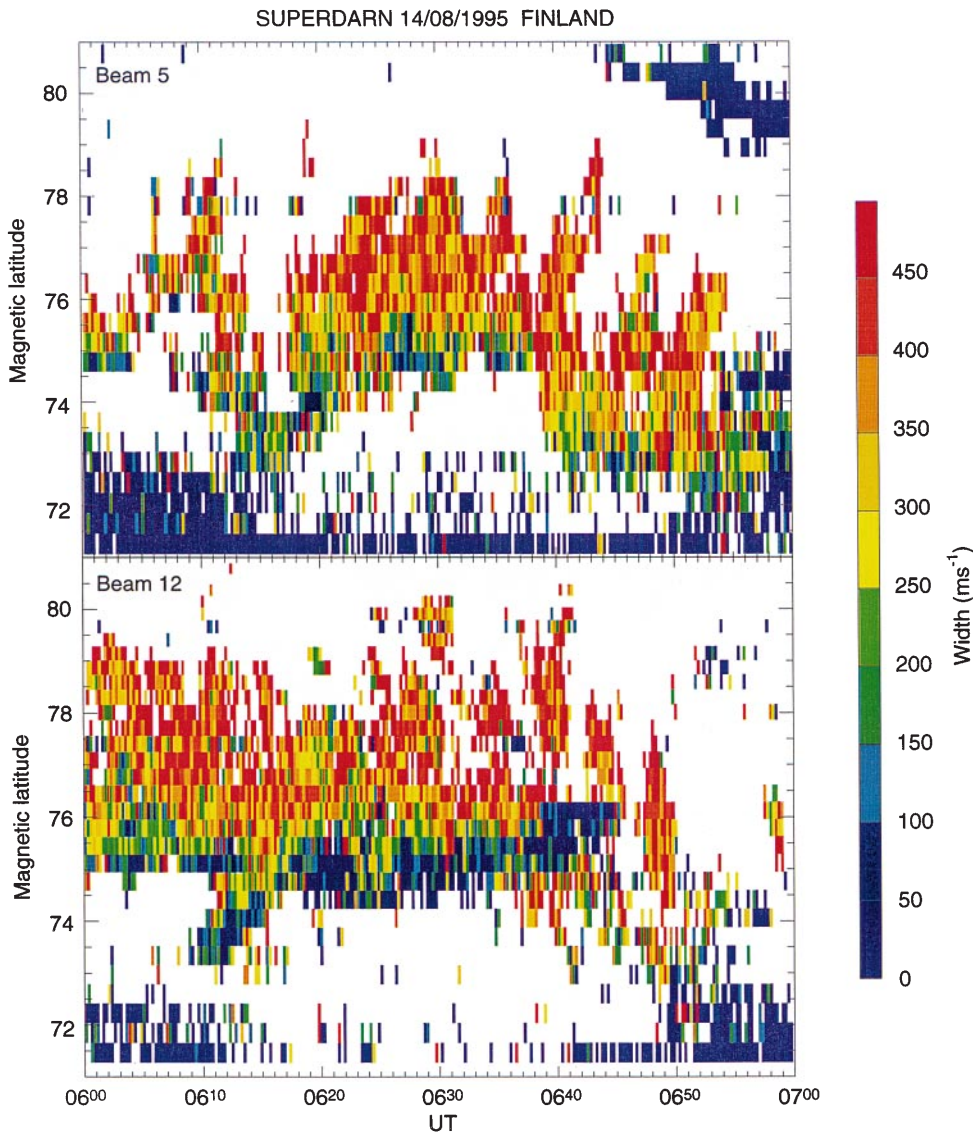 SUPERDARN 14/08/1995 FINLAND
Beam 5
Magnetic latitude
80
78
76
74
72
Beam 12
Magnetic latitude
80
78
76
74
72
06⁰⁰ 06¹⁰ 06²⁰ 06³⁰ 06⁴⁰ 06⁵⁰ 07⁰⁰
UT
450
400
350
300
250
200
150
100
50
0
Width (ms⁻¹)